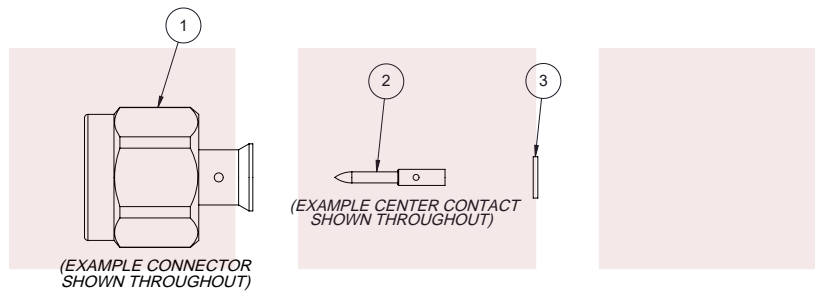 1
2
3
(EXAMPLE CENTER CONTACT
SHOWN THROUGHOUT)
(EXAMPLE CONNECTOR
SHOWN THROUGHOUT)